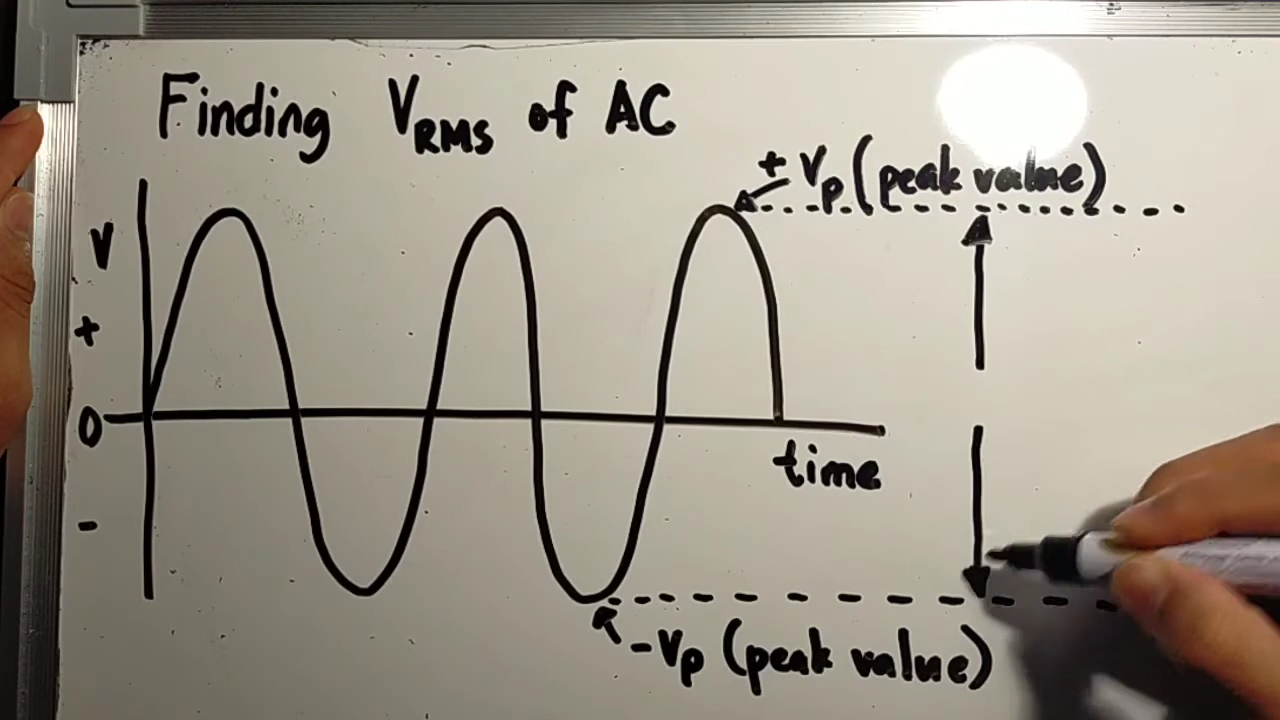 Finding VRMS of AC
+ Vp (peak value)
V
+
0
time
-
-Vp (peak value)